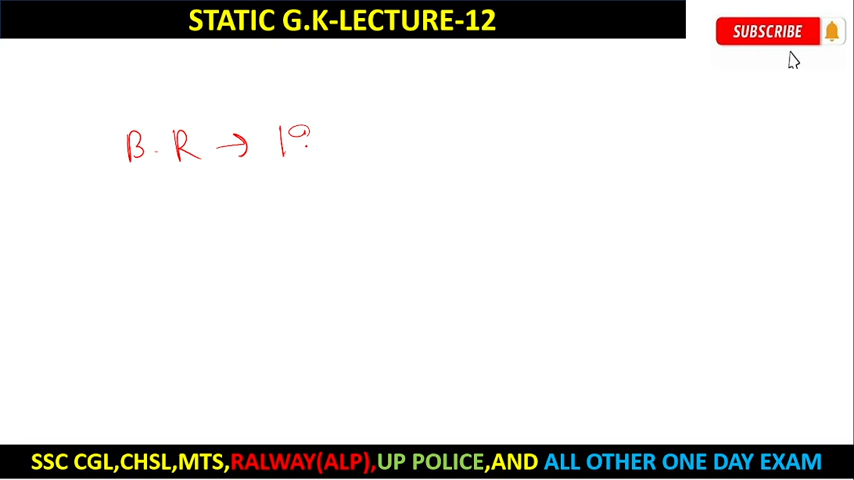 STATIC G.K-LECTURE-12
SUBSCRIBE
B. R →
SSC CGL,CHSL,MTS,RALWAY(ALP),UP POLICE,AND ALL OTHER ONE DAY EXAM